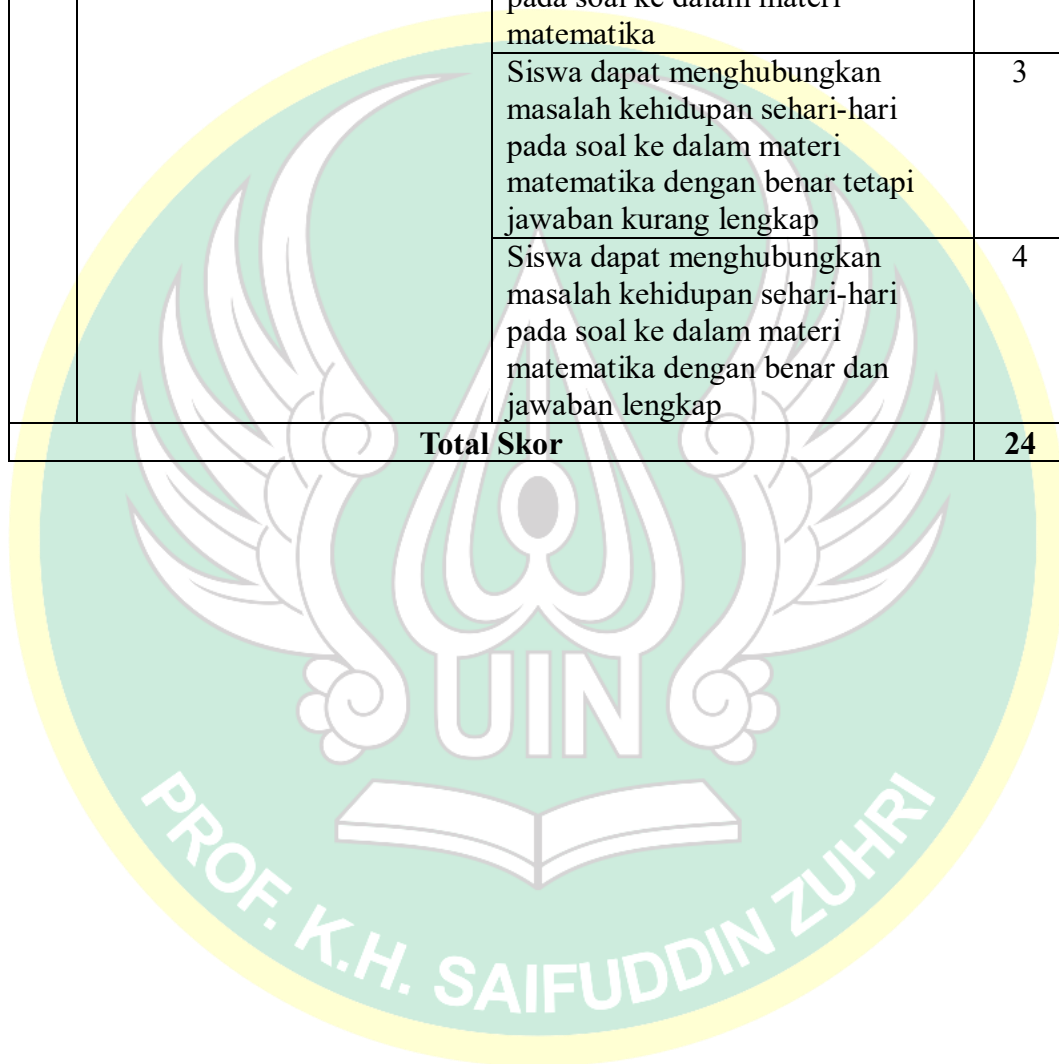 pada soal ke dalam materi
matematika
Siswa dapat menghubungkan 3
masalah kehidupan sehari-hari
pada soal ke dalam materi
matematika dengan benar tetapi
jawaban kurang lengkap
Siswa dapat menghubungkan 4
masalah kehidupan sehari-hari
pada soal ke dalam materi
matematika dengan benar dan
jawaban lengkap
Total Skor 24
UIN
PROF. K.H. SAIFUDDIN ZUHRI